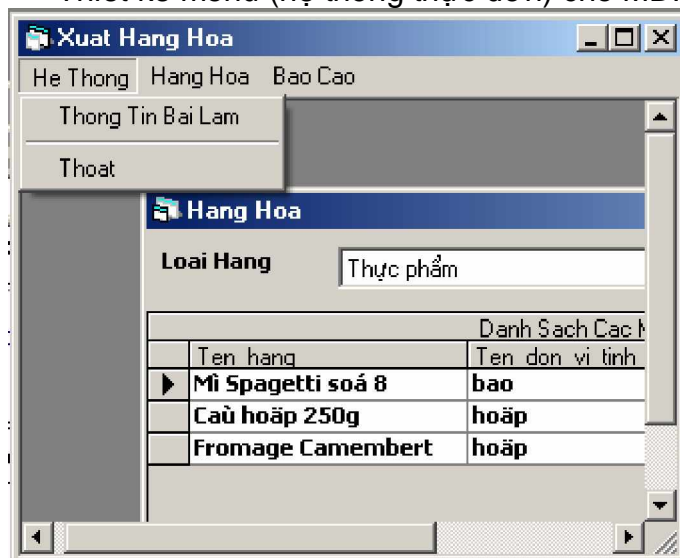 Thiết kế menu (hệ thống thực đơn) cho MDI
Xuat Hang Hoa
He Thong Hang Hoa Bao Cao
Thong Tin Bai Lam
Thoat
Hang Hoa
Loai Hang Thực phẩm
Danh Sach Cac M
Ten hang Ten don vi tinh
Mì Spagetti soá 8 bao
Caù hoäp 250g hoäp
Fromage Camembert hoäp